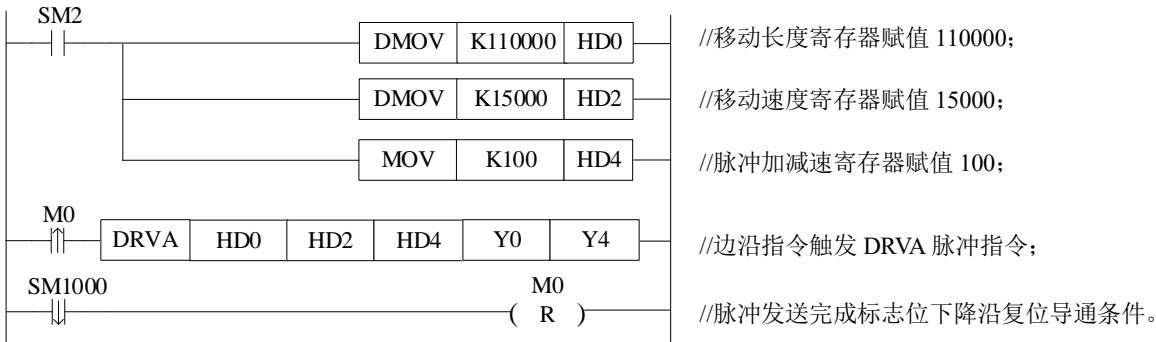 SM2
DMOV K110000 HD0 //移动长度寄存器赋值 110000；
DMOV K15000 HD2 //移动速度寄存器赋值 15000；
MOV K100 HD4 //脉冲加减速寄存器赋值 100；
M0
DRVA HD0 HD2 HD4 Y0 Y4 //边沿指令触发 DRVA 脉冲指令；
SM1000 M0
( R ) //脉冲发送完成标志位下降沿复位导通条件。